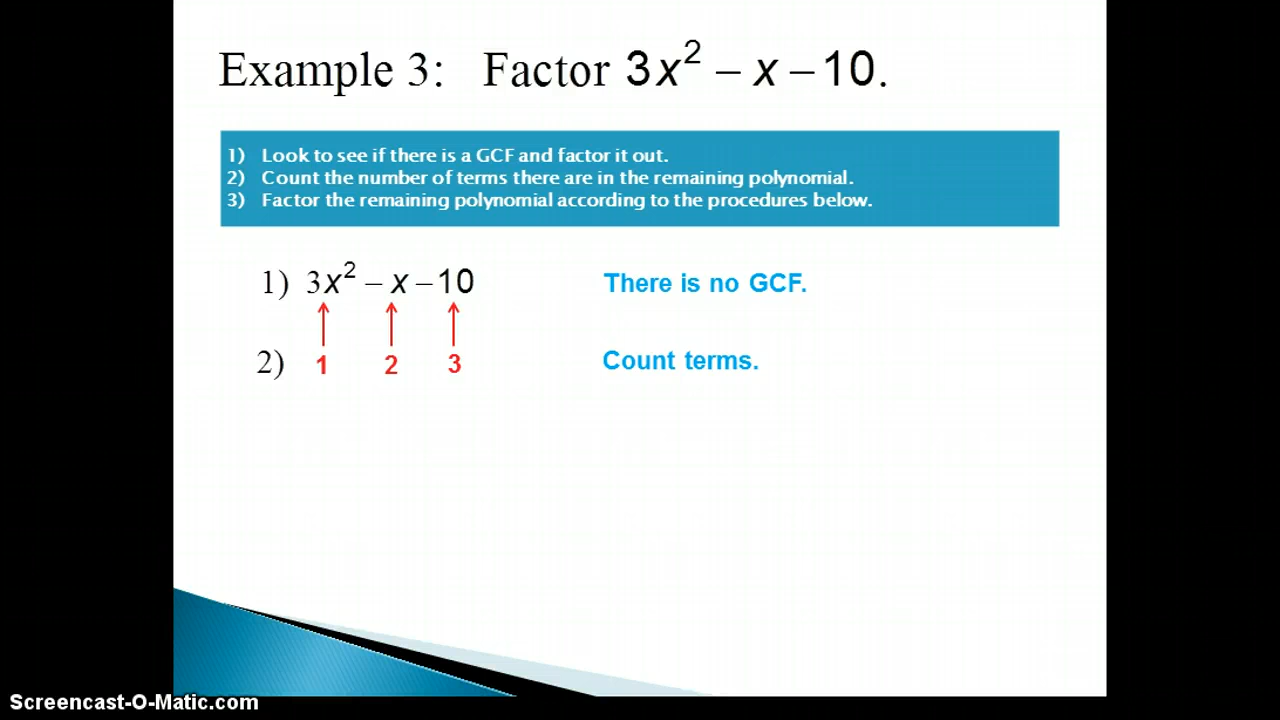 Example 3: Factor 3x² – x – 10.
1) Look to see if there is a GCF and factor it out.
2) Count the number of terms there are in the remaining polynomial.
3) Factor the remaining polynomial according to the procedures below.
1) 3x² – x – 10 There is no GCF.
2) 1 2 3 Count terms.
Screencast-O-Matic.com